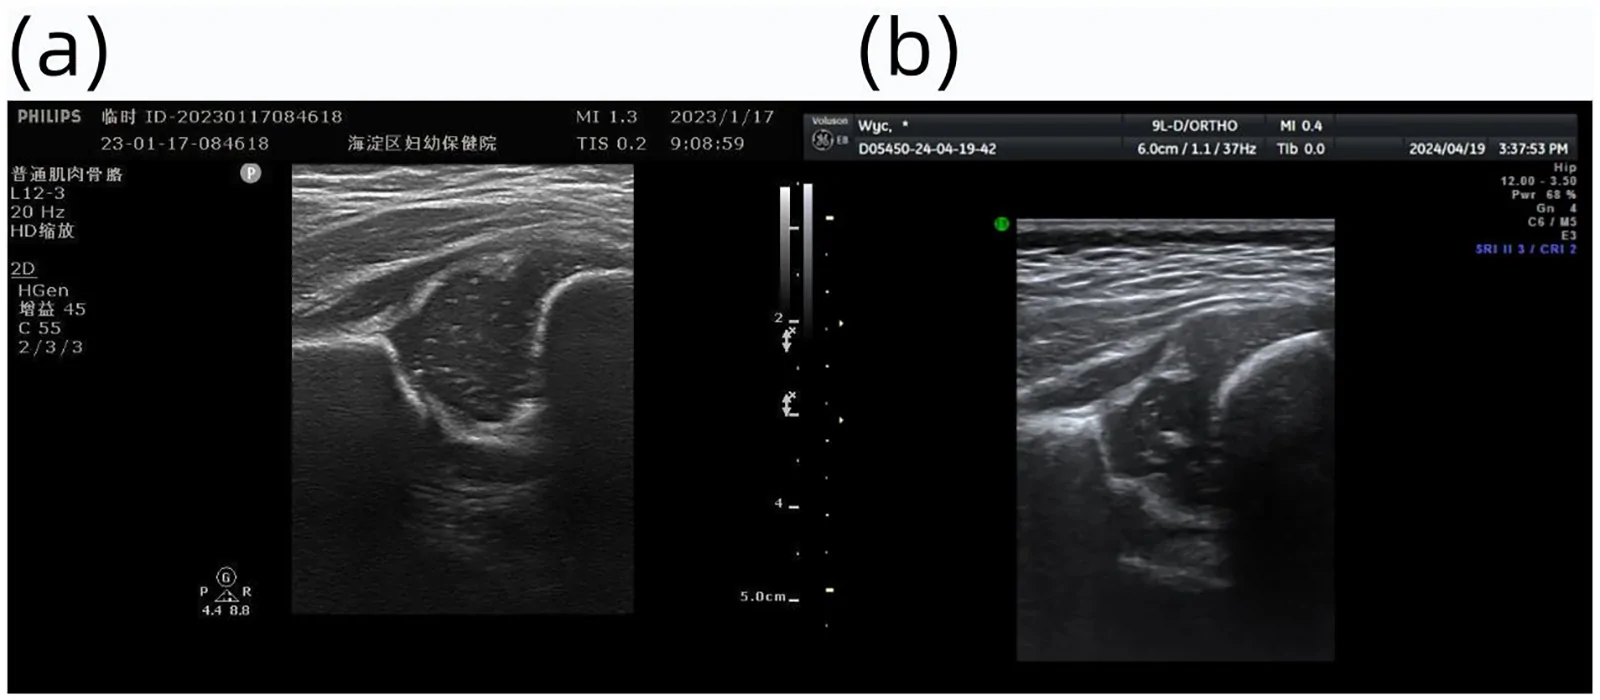 (a)
(b)
PHILIPS 临时 ID-20230117084618 MI 1.3 2023/1/17
23-01-17-084618 海淀区妇幼保健院 TIS 0.2 9:08:59
普通肌肉骨骼
L12-3
20 Hz
HD缩放
2D
HGen
增益 45
C 55
2/3/3
P
G
P R
4.4 8.8
2
4
5.0cm
Voluson
E8
Wyc, * 9L-D/ORTHO MI 0.4
D05450-24-04-19-42 6.0cm / 1.1 / 37Hz TIb 0.0 2024/04/19 3:37:53 PM
Hip
12.00 - 3.50
Pwr 68 %
Gn 4
C6 / M5
E3
SRI II 3 / CRI 2